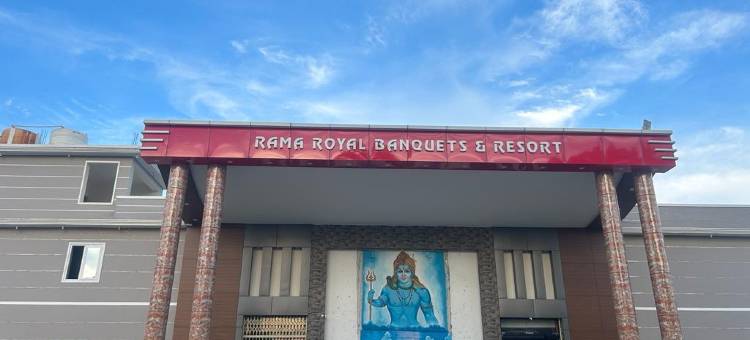 RAMA ROYAL BANQUETS & RESORT